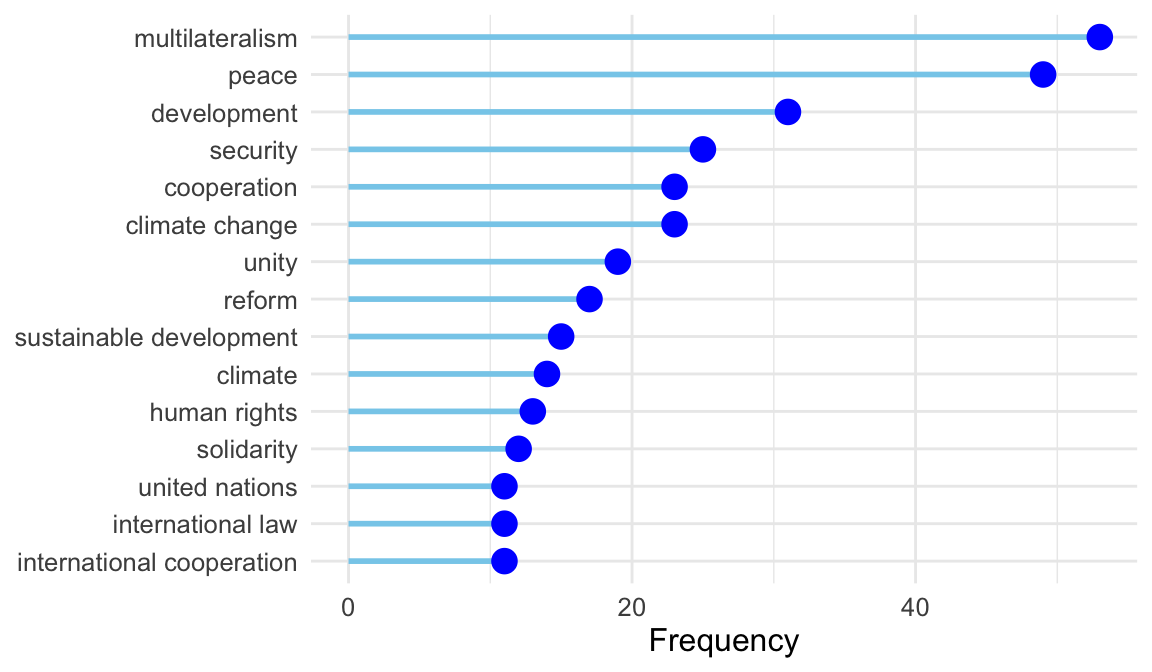 multilateralism
peace
development
security
cooperation
climate change
unity
reform
sustainable development
climate
human rights
solidarity
united nations
international law
international cooperation
0 20 40
Frequency